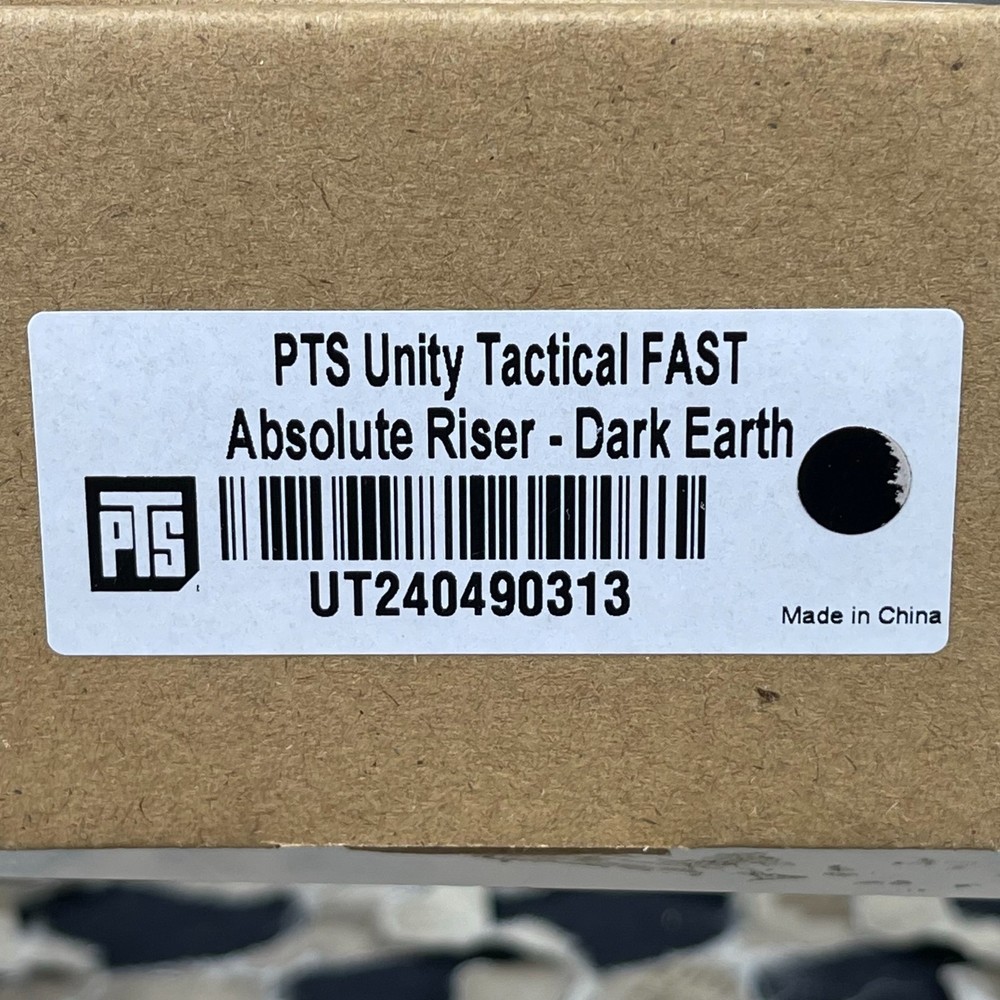 PTS Unity Tactical FAST
Absolute Riser - Dark Earth
PTS
UT240490313
Made in China